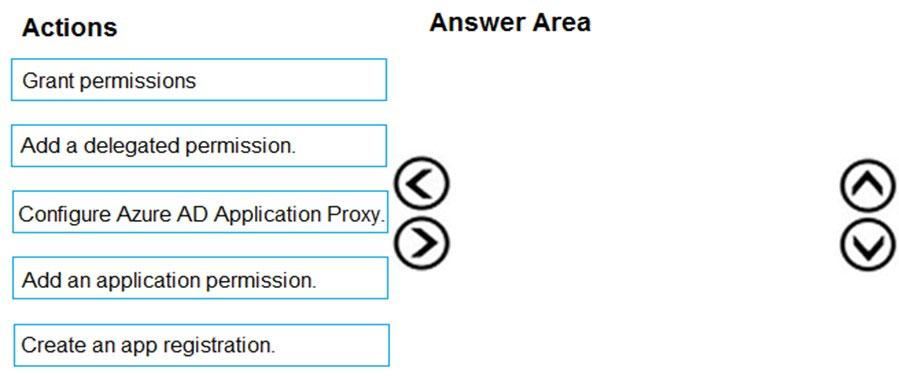 Actions
Answer Area
Grant permissions
Add a delegated permission.
Configure Azure AD Application Proxy.
Add an application permission.
Create an app registration.